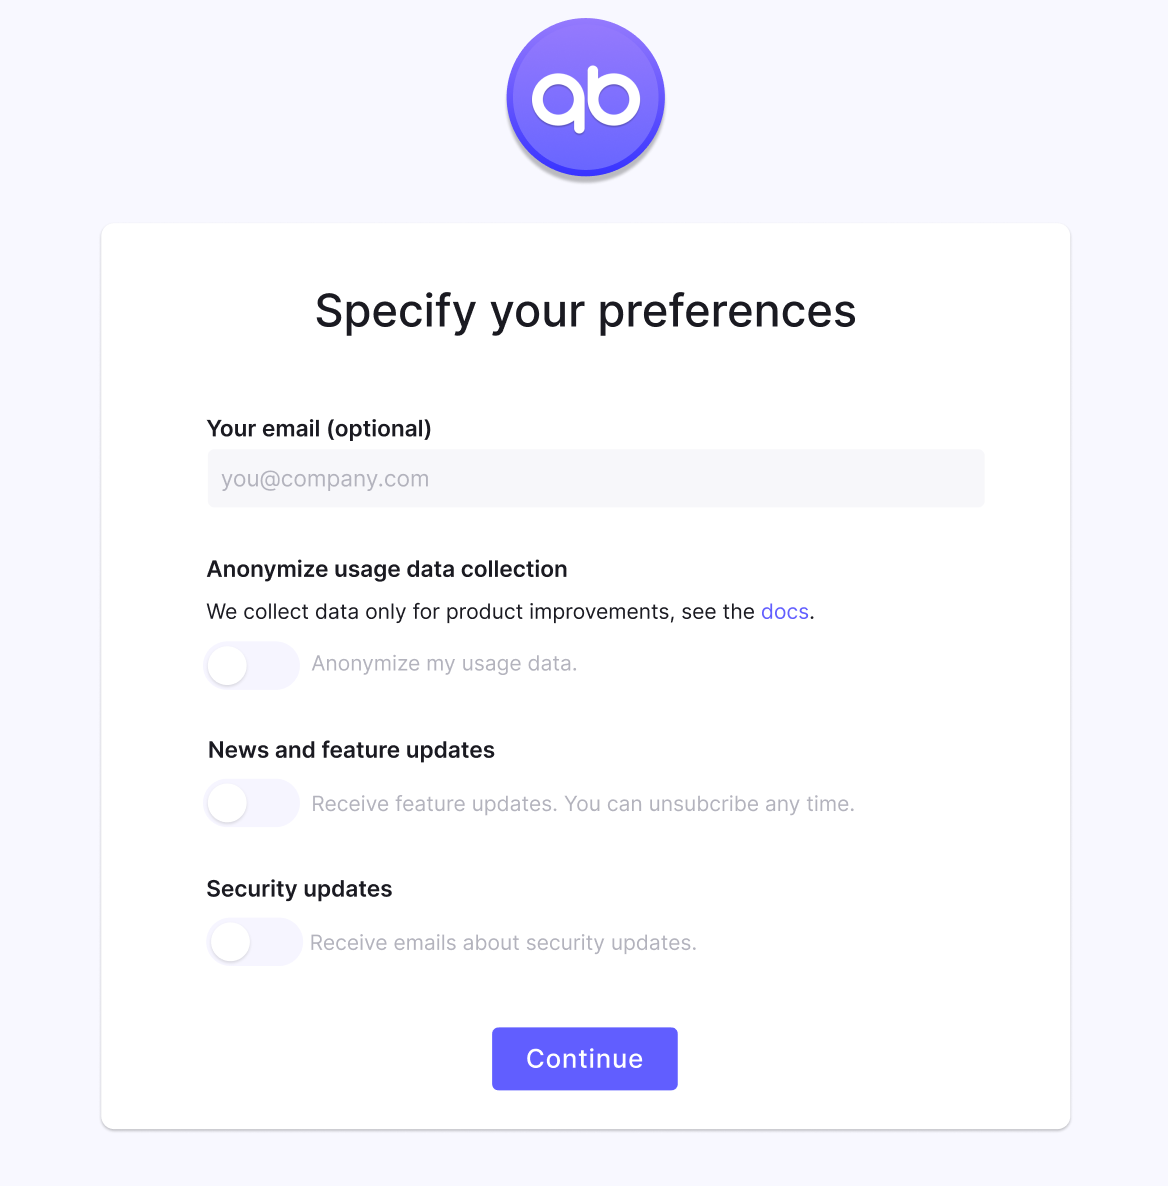 ab
Specify your preferences
Your email (optional)
you@company.com
Anonymize usage data collection
We collect data only for product improvements, see the docs.
Anonymize my usage data.
News and feature updates
Receive feature updates. You can unsubcribe any time.
Security updates
Receive emails about security updates.
Continue